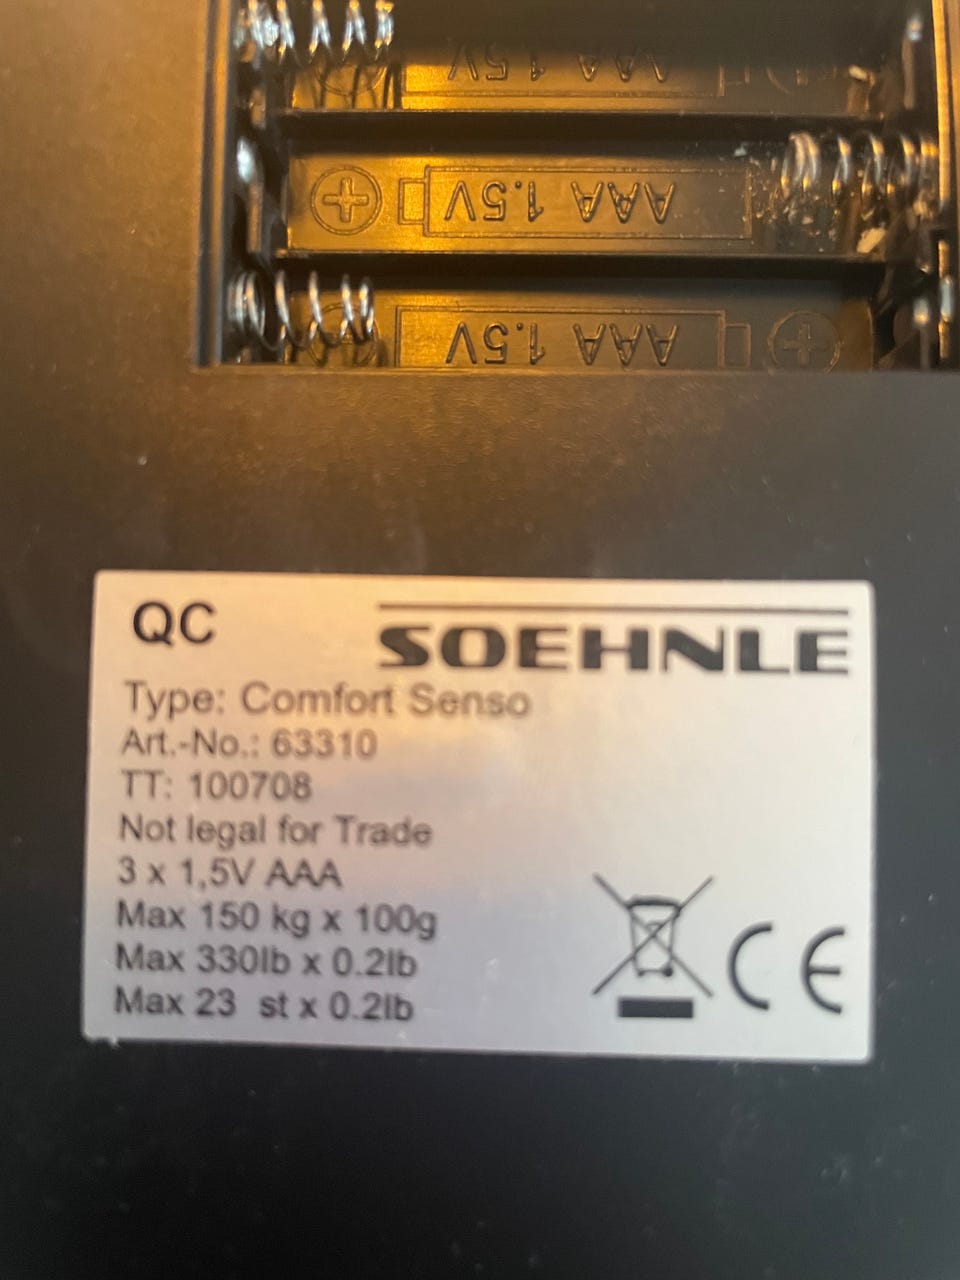 AAA 1.5V
AAA 1.5V
AAA 1.5V
QC
SOEHNLE
Type: Comfort Senso
Art.-No.: 63310
TT: 100708
Not legal for Trade
3 x 1,5V AAA
Max 150 kg x 100g
Max 330lb x 0.2lb
Max 23 st x 0.2lb
CE